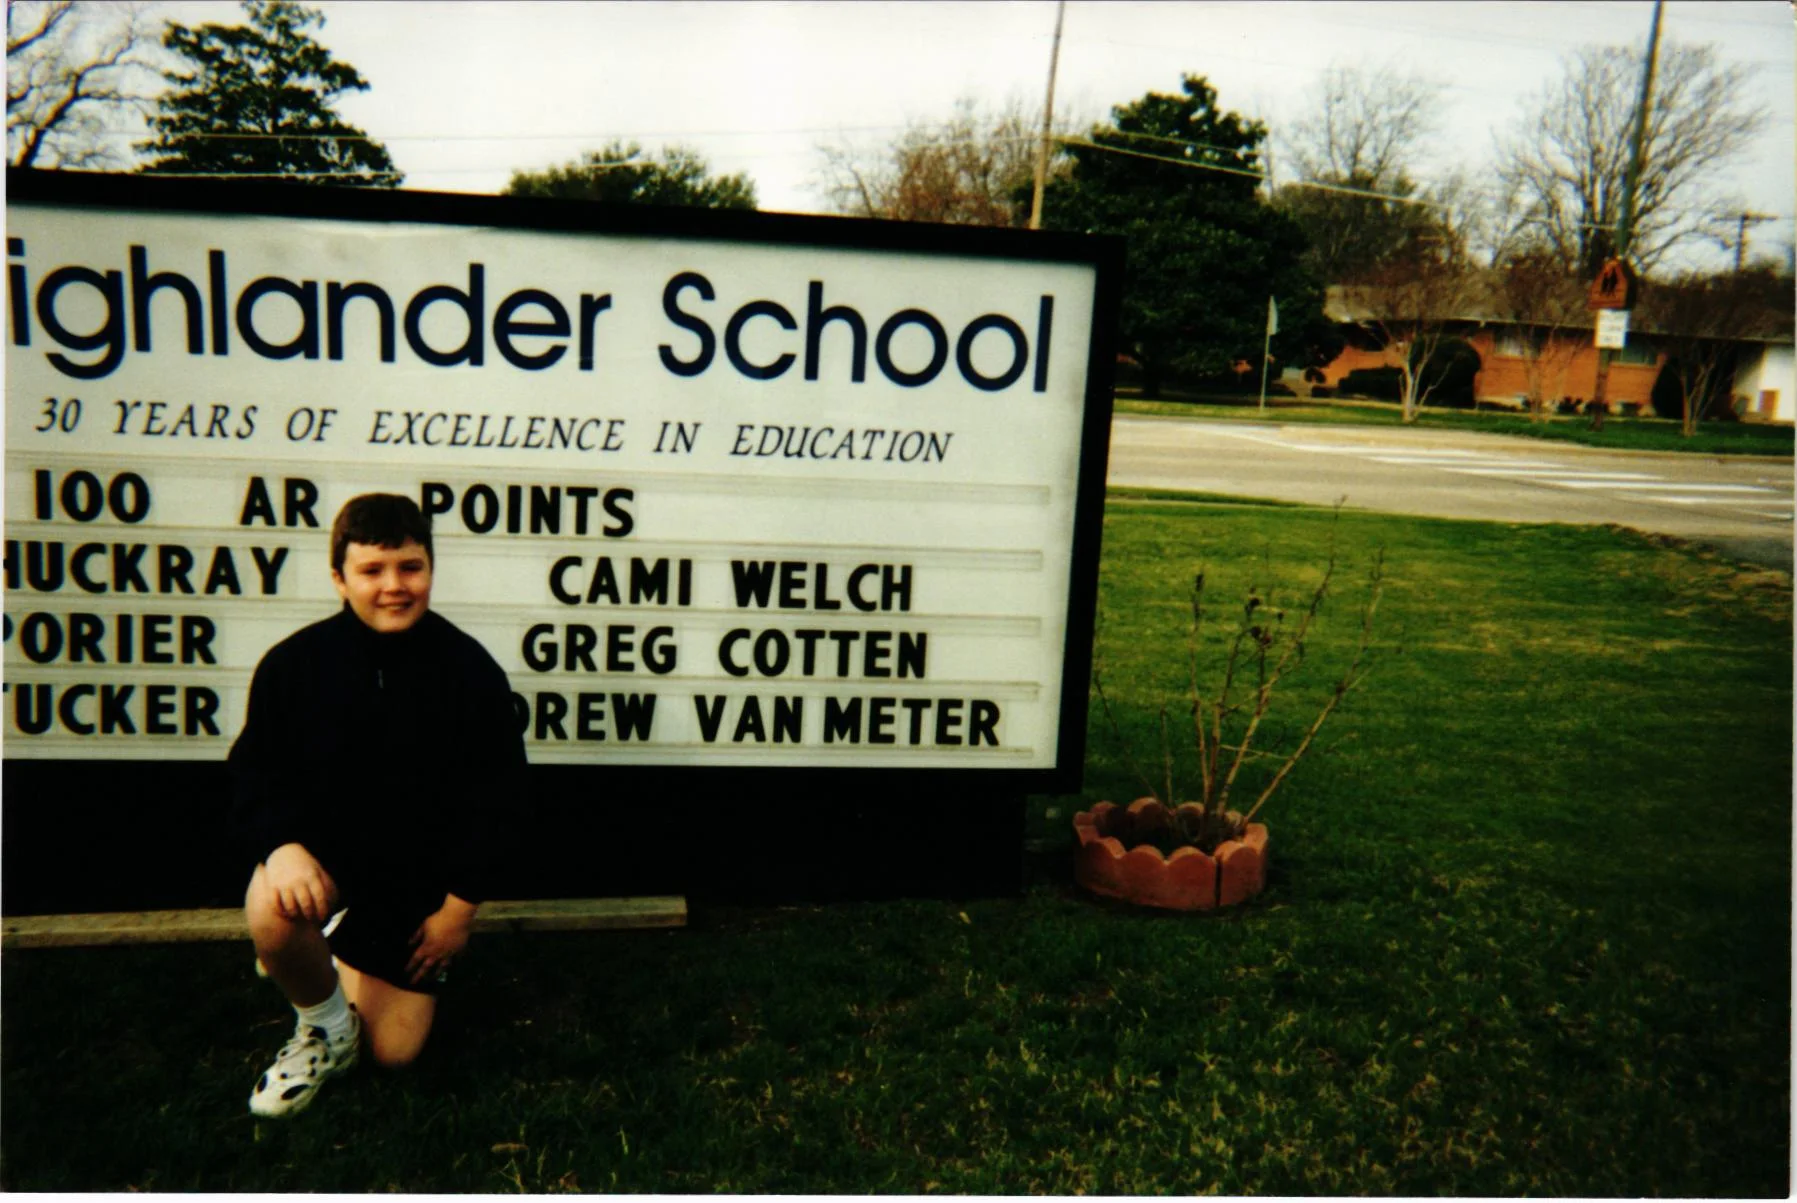 ighlander School
30 YEARS OF EXCELLENCE IN EDUCATION
100 AR POINTS
HUCKRAY CAMI WELCH
PORIER GREG COTTEN
TUCKER DREW VAN METER